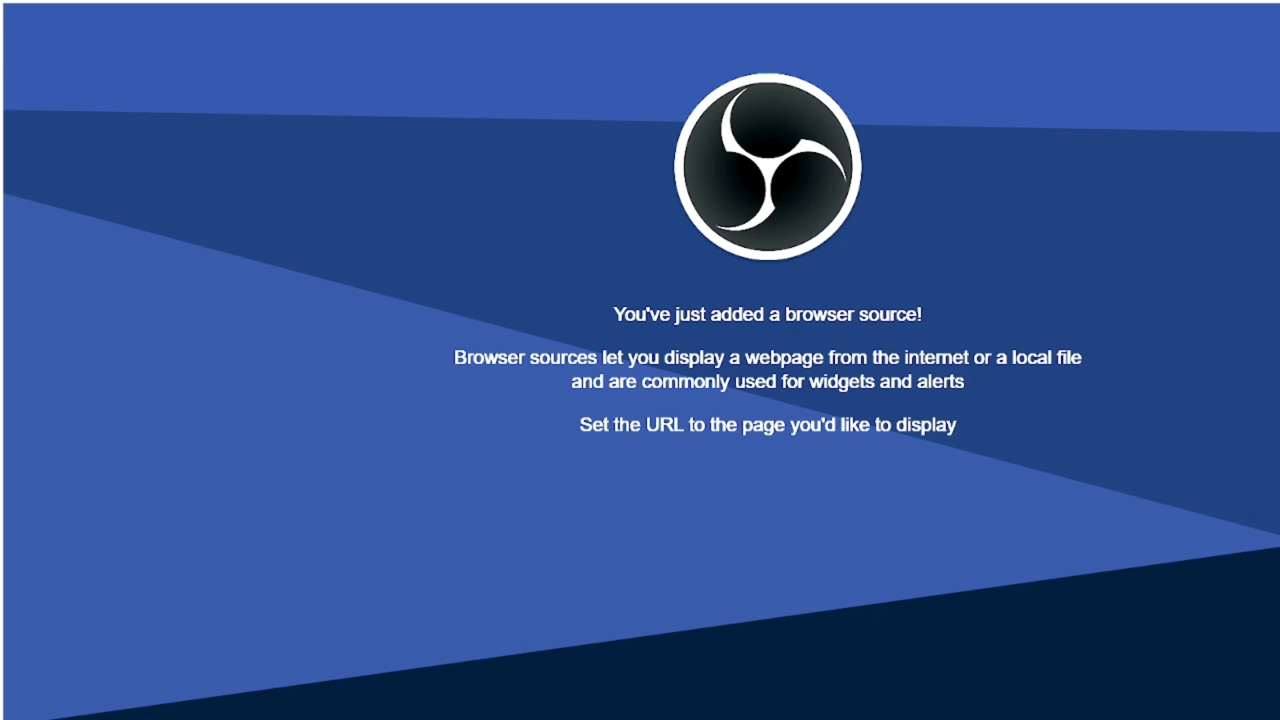 You've just added a browser source!
Browser sources let you display a webpage from the internet or a local file
and are commonly used for widgets and alerts
Set the URL to the page you'd like to display